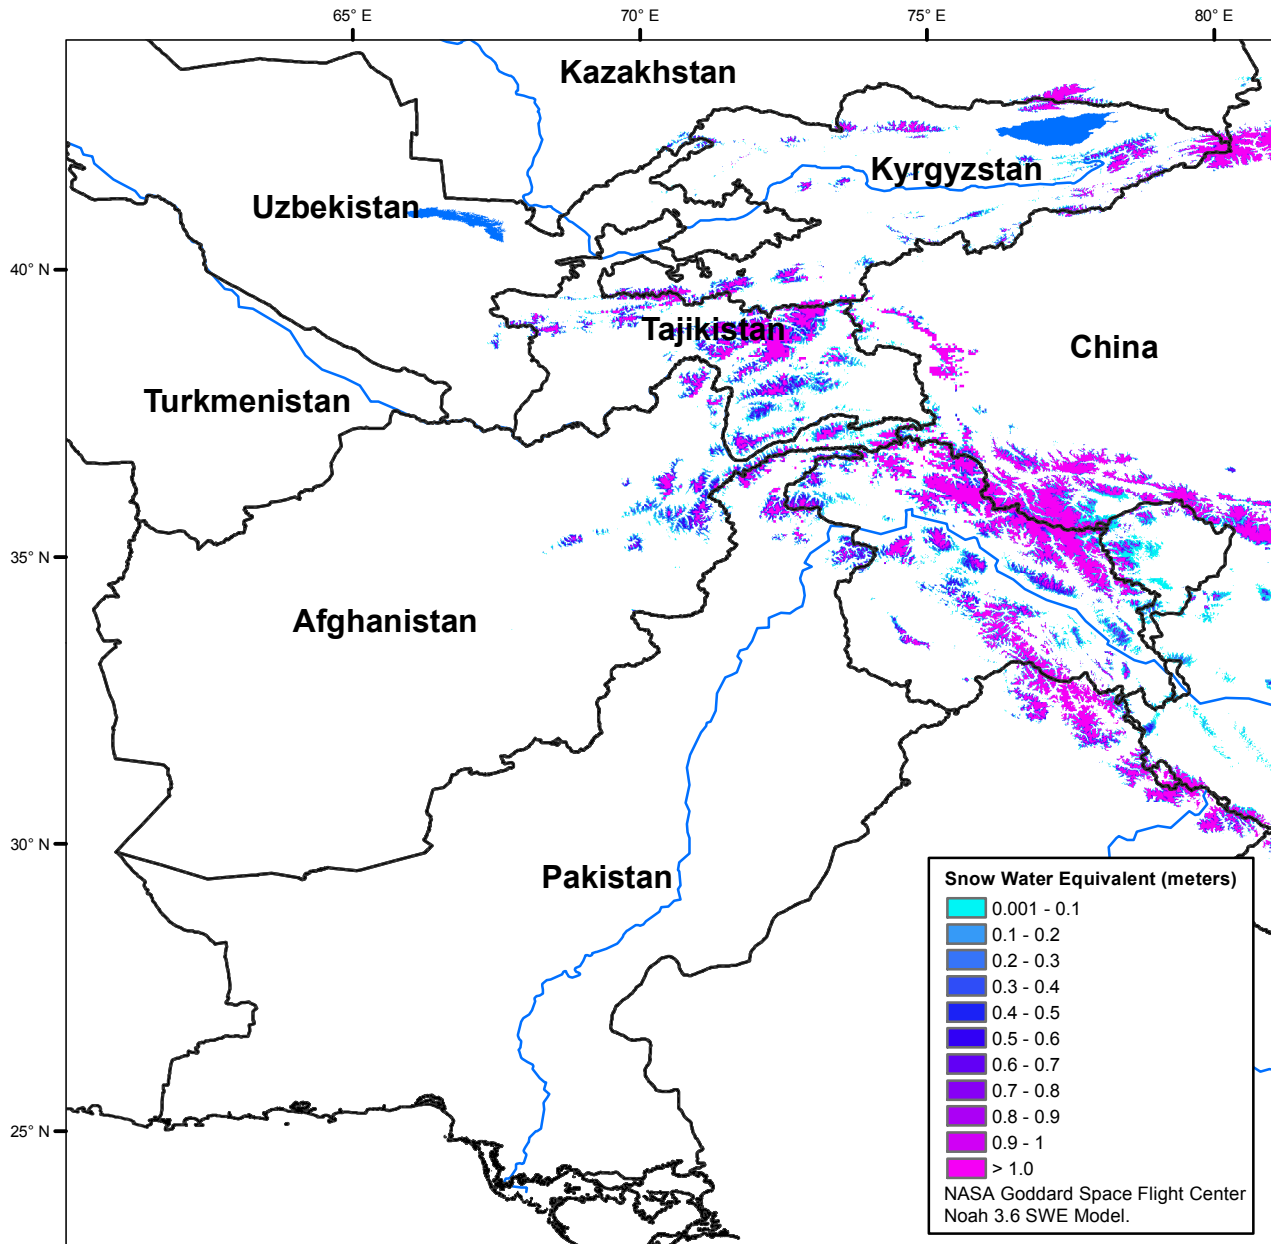 65° E
70° E
75° E
80° E
Kazakhstan
Kyrgyzstan
Uzbekistan
40° N
Tajikistan
China
Turkmenistan
35° N
Afghanistan
30° N
Pakistan
25° N
Snow Water Equivalent (meters)
0.001 - 0.1
0.1 - 0.2
0.2 - 0.3
0.3 - 0.4
0.4 - 0.5
0.5 - 0.6
0.6 - 0.7
0.7 - 0.8
0.8 - 0.9
0.9 - 1
> 1.0
NASA Goddard Space Flight Center
Noah 3.6 SWE Model.